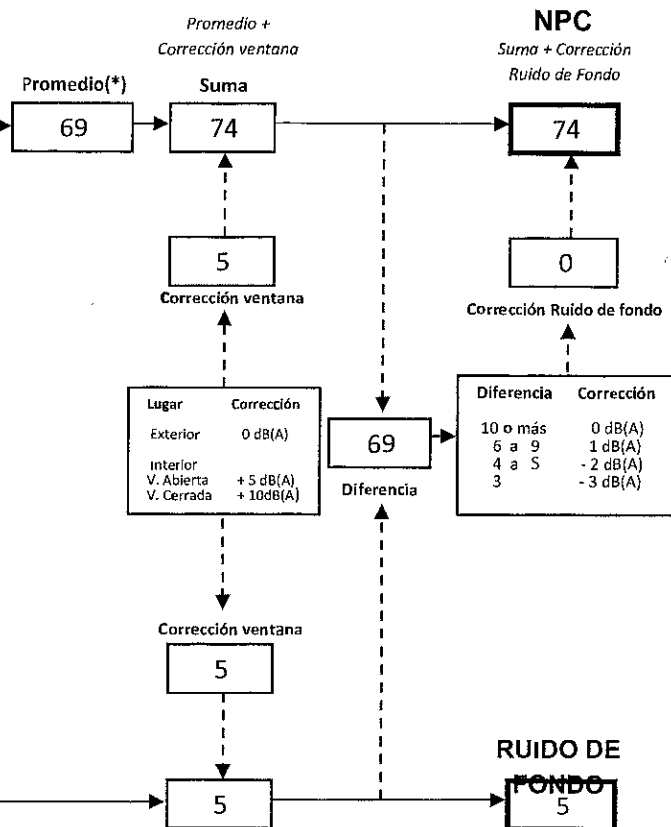 Promedio +
Corrección ventana
NPC
Suma + Corrección
Ruido de Fondo
Promedio(*)
Suma
69
74
74
5
Corrección ventana
0
Corrección Ruido de fondo
Lugar Corrección
Exterior 0 dB(A)
Interior
V. Abierta + 5 dB(A)
V. Cerrada + 10dB(A)
69
Diferencia
Diferencia Corrección
10 o más 0 dB(A)
6 a 9 1 dB(A)
4 a S - 2 dB(A)
3 - 3 dB(A)
Corrección ventana
5
RUIDO DE
FONDO
5
5